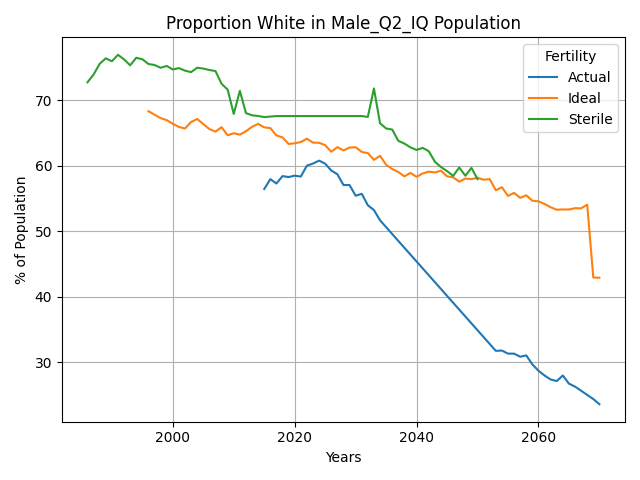 Proportion White in Male_Q2_IQ Population
Fertility
Actual
Ideal
Sterile
% of Population
70
60
50
40
30
2000
2020
2040
2060
Years